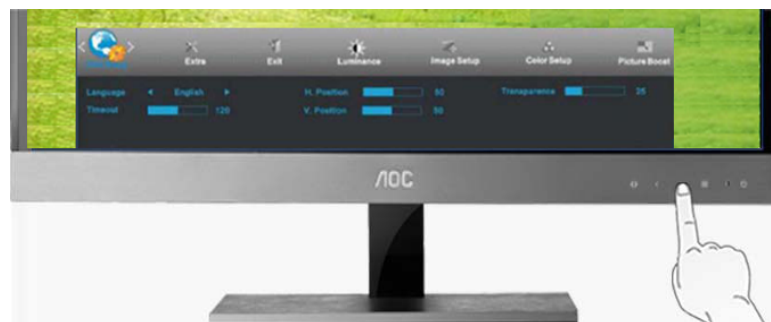 Extra Exit Luminance Image Setup Color Setup Picture Boost
Language English H. Position 50 Transparence 25
Timeout 120 V. Position 50
AOC